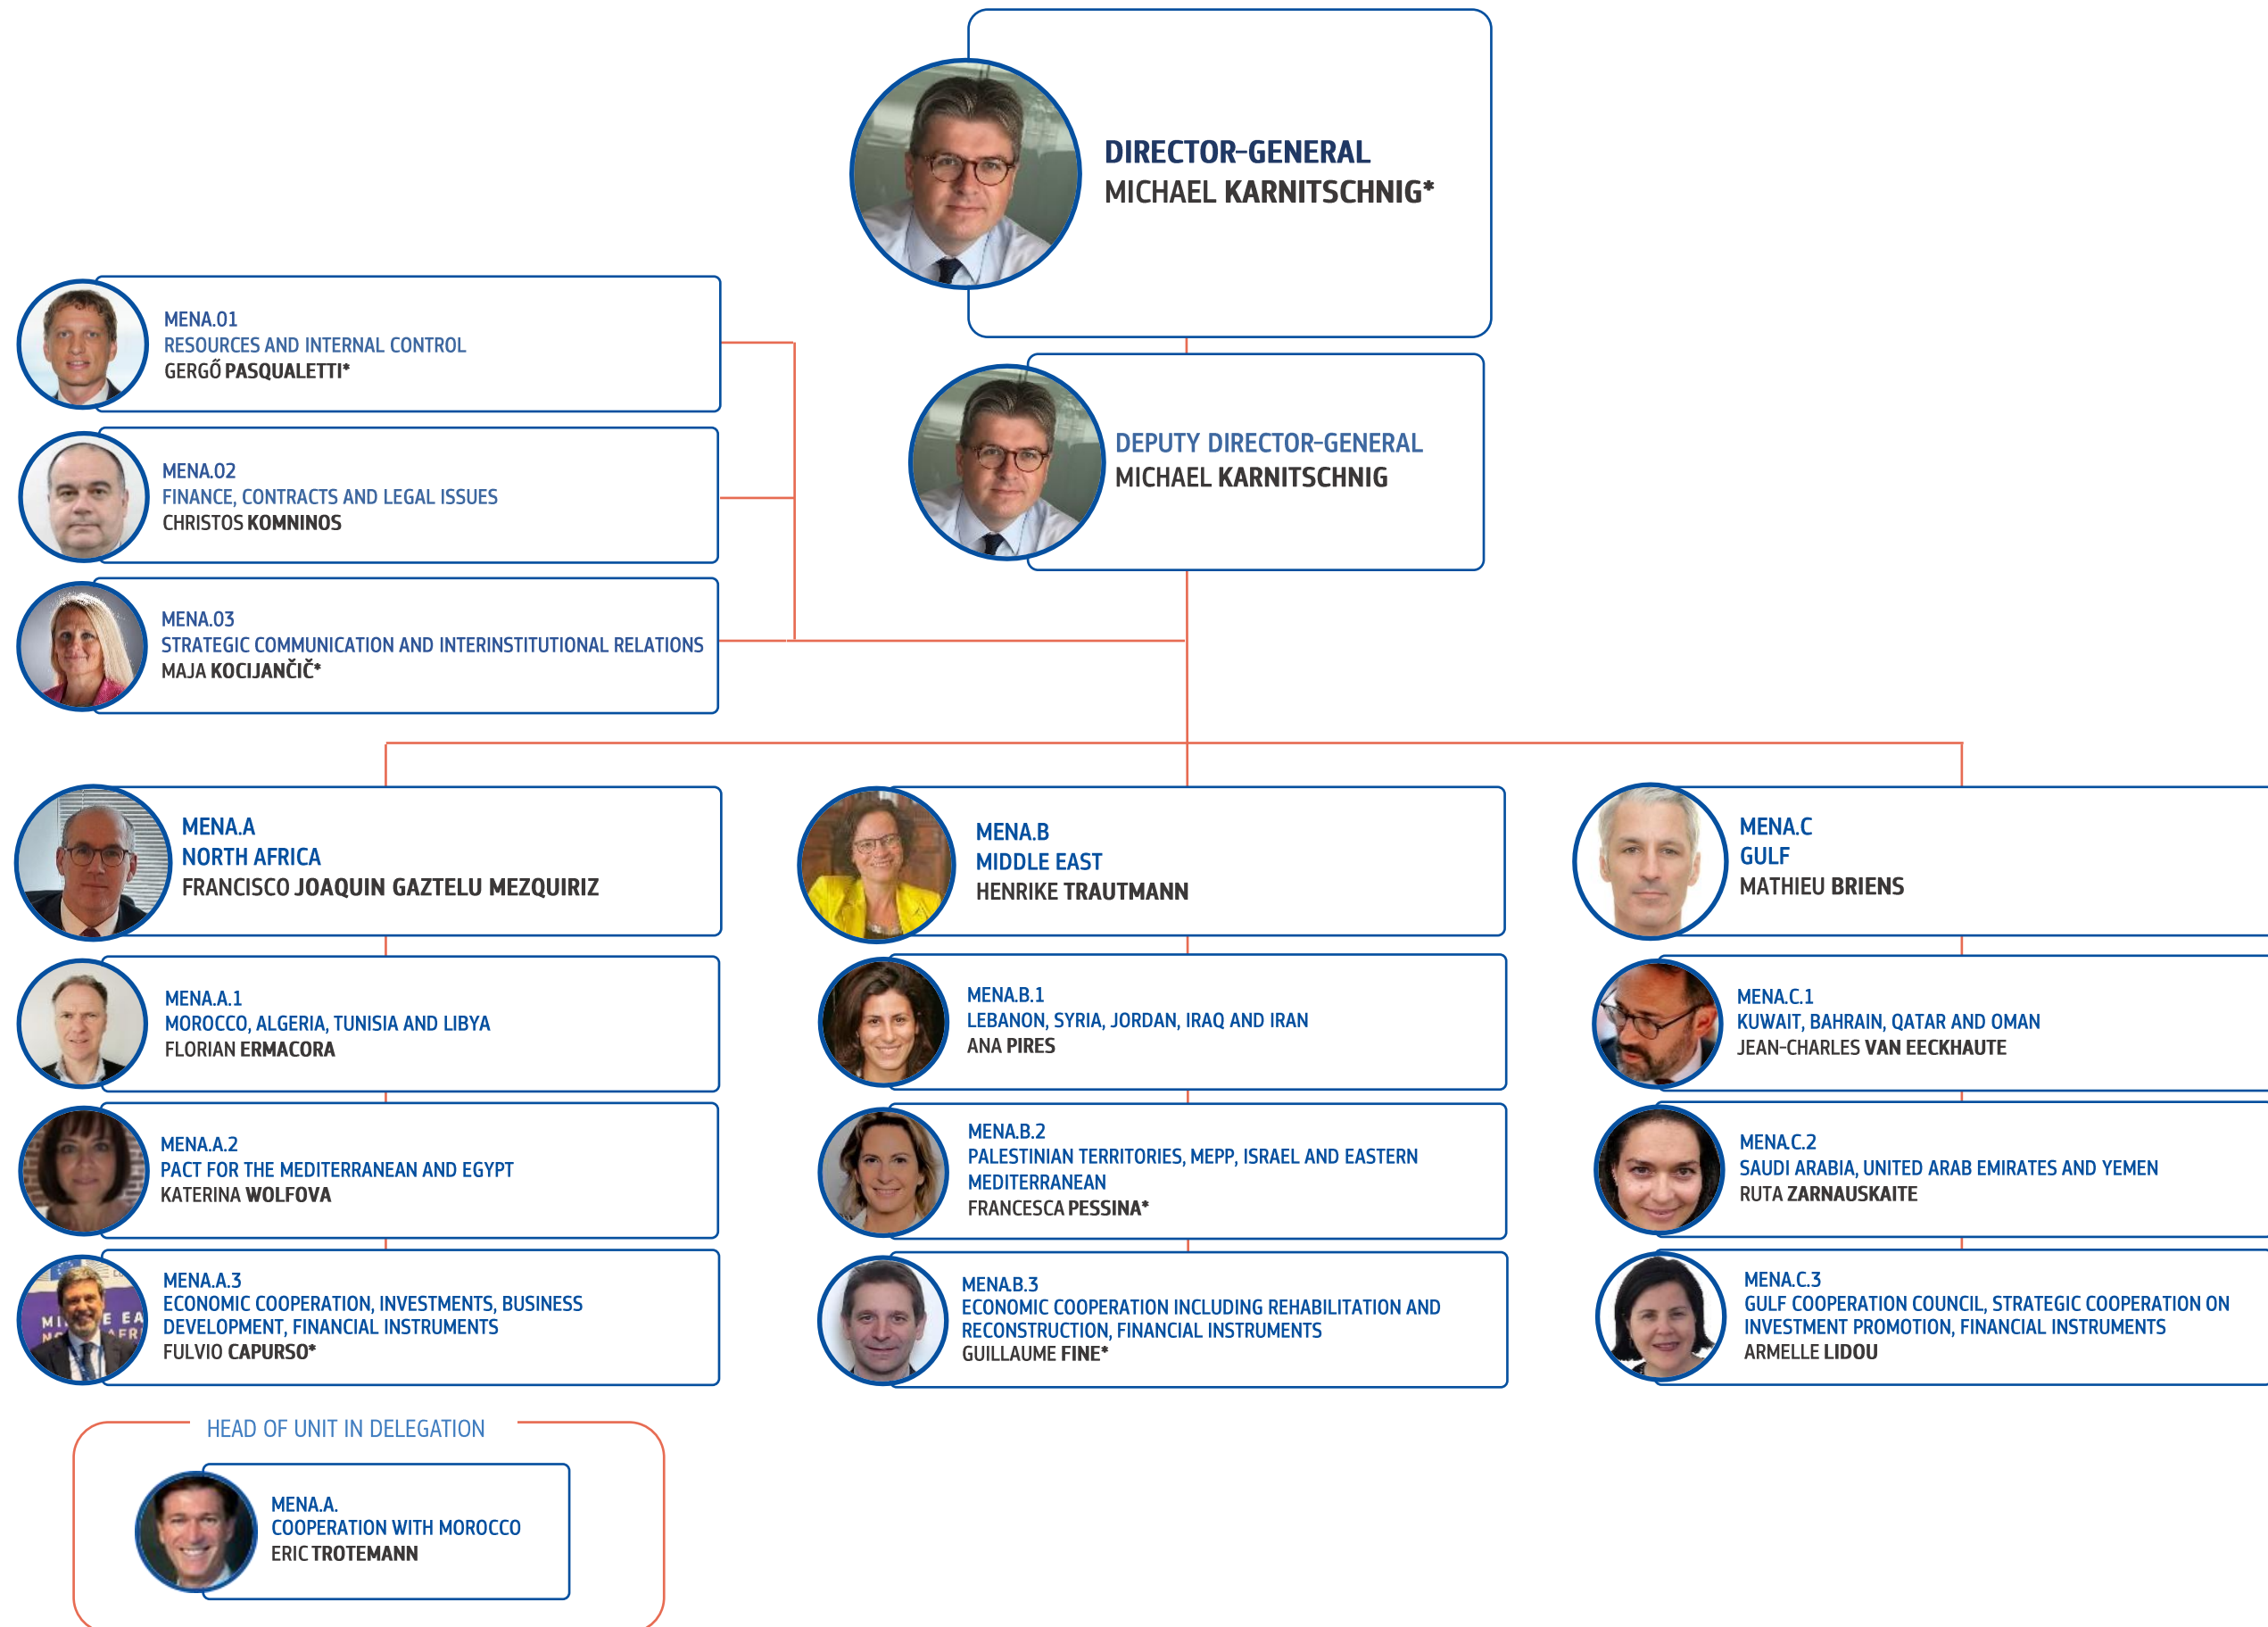 DIRECTOR-GENERAL
MICHAEL KARNITSCHNIG*
DEPUTY DIRECTOR-GENERAL
MICHAEL KARNITSCHNIG
MENA.01
RESOURCES AND INTERNAL CONTROL
GERGŐ PASQUALETTI*
MENA.02
FINANCE, CONTRACTS AND LEGAL ISSUES
CHRISTOS KOMNINOS
MENA.03
STRATEGIC COMMUNICATION AND INTERINSTITUTIONAL RELATIONS
MAJA KOCIJANČIČ*
MENA.A
NORTH AFRICA
FRANCISCO JOAQUIN GAZTELU MEZQUIRIZ
MENA.A.1
MOROCCO, ALGERIA, TUNISIA AND LIBYA
FLORIAN ERMACORA
MENA.A.2
PACT FOR THE MEDITERRANEAN AND EGYPT
KATERINA WOLFOVA
MENA.A.3
ECONOMIC COOPERATION, INVESTMENTS, BUSINESS
DEVELOPMENT, FINANCIAL INSTRUMENTS
FULVIO CAPURSO*
HEAD OF UNIT IN DELEGATION
MENA.A.
COOPERATION WITH MOROCCO
ERIC TROTEMANN
MENA.B
MIDDLE EAST
HENRIKE TRAUTMANN
MENA.B.1
LEBANON, SYRIA, JORDAN, IRAQ AND IRAN
ANA PIRES
MENA.B.2
PALESTINIAN TERRITORIES, MEPP, ISRAEL AND EASTERN
MEDITERRANEAN
FRANCESCA PESSINA*
MENA.B.3
ECONOMIC COOPERATION INCLUDING REHABILITATION AND
RECONSTRUCTION, FINANCIAL INSTRUMENTS
GUILLAUME FINE*
MENA.C
GULF
MATHIEU BRIENS
MENA.C.1
KUWAIT, BAHRAIN, QATAR AND OMAN
JEAN-CHARLES VAN EECKHAUTE
MENA.C.2
SAUDI ARABIA, UNITED ARAB EMIRATES AND YEMEN
RUTA ZARNAUSKAITE
MENA.C.3
GULF COOPERATION COUNCIL, STRATEGIC COOPERATION ON
INVESTMENT PROMOTION, FINANCIAL INSTRUMENTS
ARMELLE LIDOU